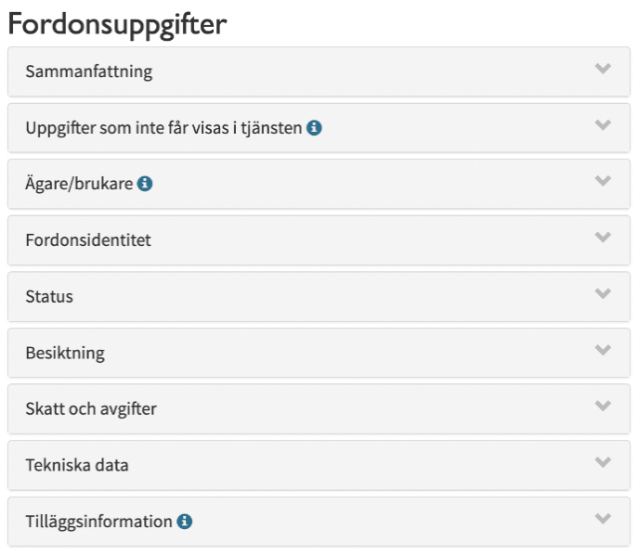 Fordonsuppgifter
Sammanfattning
Uppgifter som inte får visas i tjänsten
Ägare/brukare
Fordonsidentitet
Status
Besiktning
Skatt och avgifter
Tekniska data
Tilläggsinformation